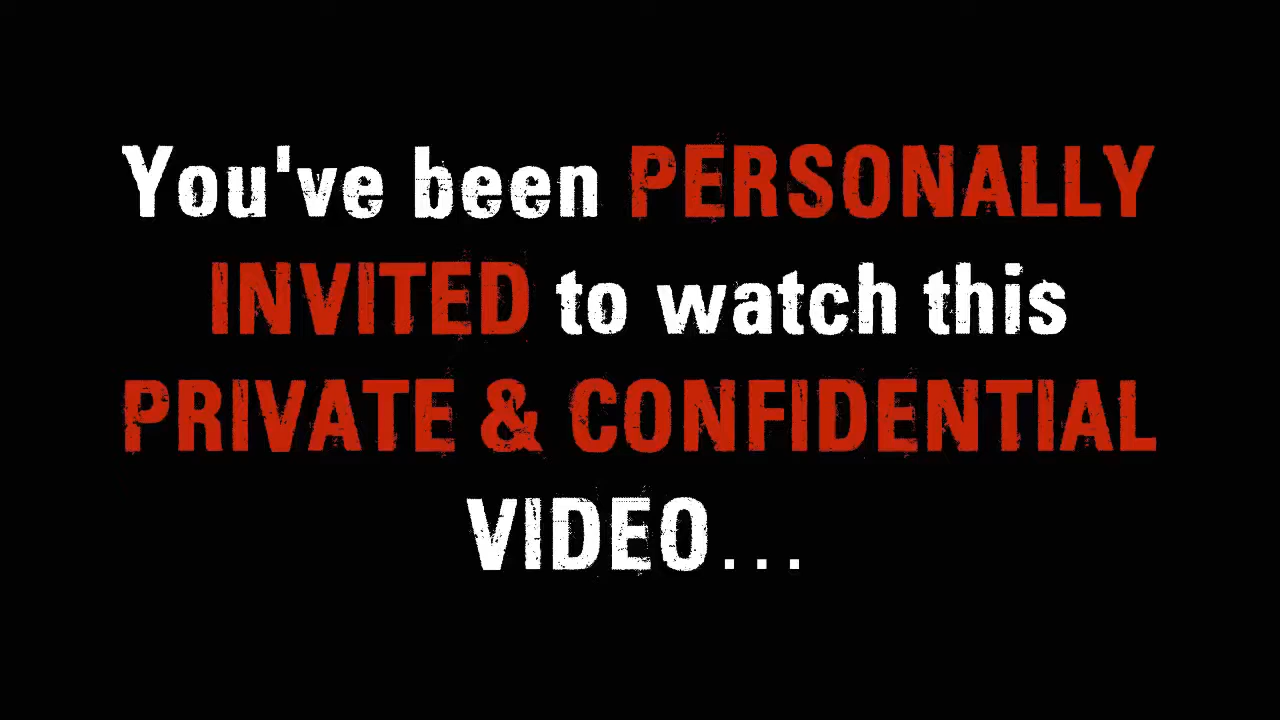 You've been PERSONALLY
INVITED to watch this
PRIVATE & CONFIDENTIAL
VIDEO...